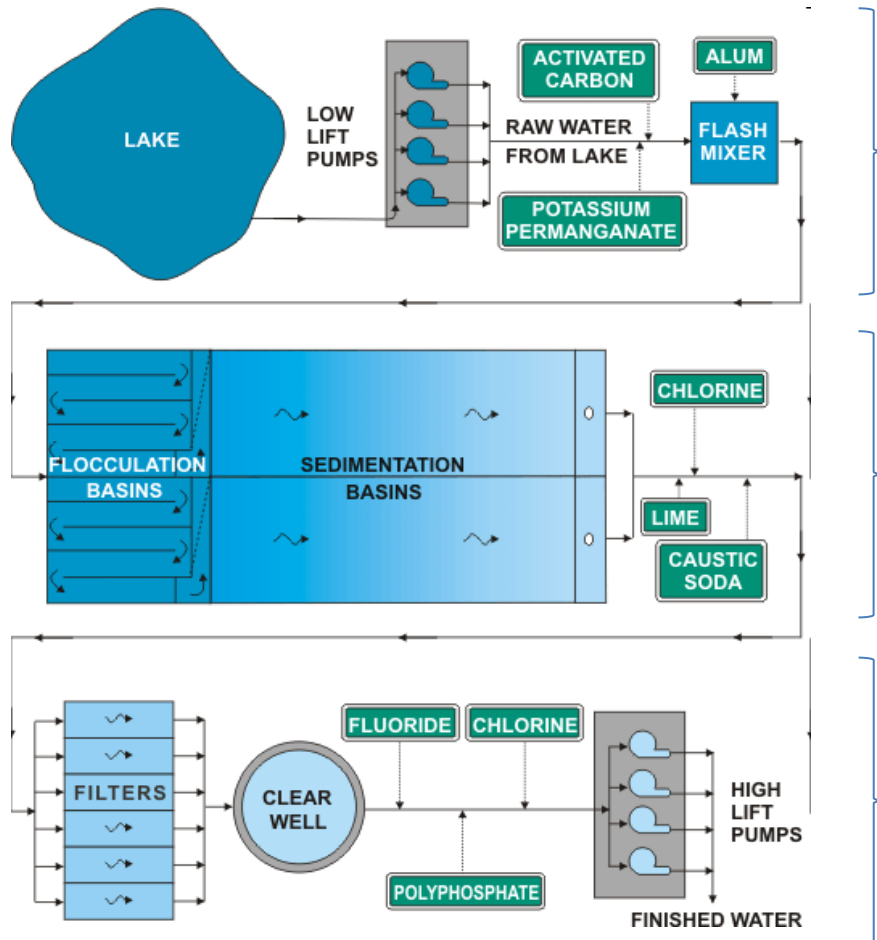 LAKE
LOW
LIFT
PUMPS
ACTIVATED
CARBON
ALUM
RAW WATER
FROM LAKE
FLASH
MIXER
POTASSIUM
PERMANGANATE
FLOCCULATION
BASINS
SEDIMENTATION
BASINS
CHLORINE
LIME
CAUSTIC
SODA
FILTERS
CLEAR
WELL
FLUORIDE
CHLORINE
POLYPHOSPHATE
HIGH
LIFT
PUMPS
FINISHED WATER